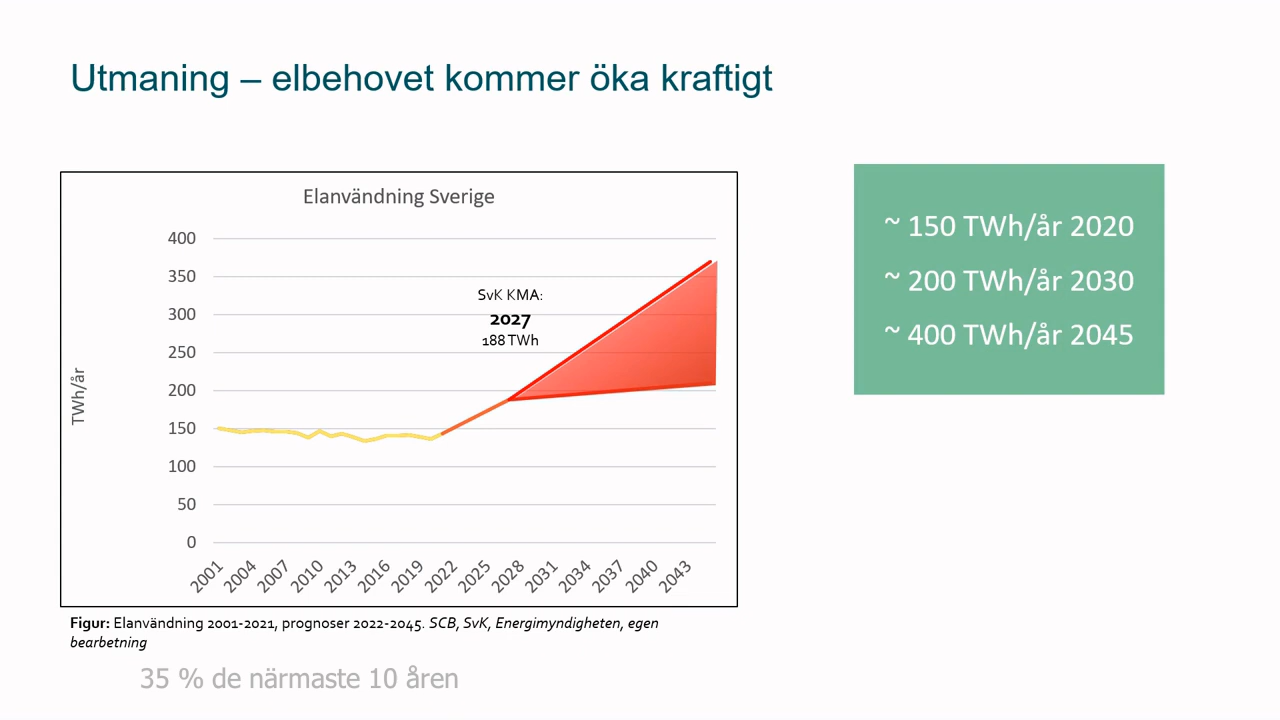 Utmaning – elbehovet kommer öka kraftigt
Elanvändning Sverige
TWh/år
400
350
300
250
200
150
100
50
0
SvK KMA:
2027
188 TWh
2001 2004 2007 2010 2013 2016 2019 2022 2025 2028 2031 2034 2037 2040 2043
~ 150 TWh/år 2020
~ 200 TWh/år 2030
~ 400 TWh/år 2045
Figur: Elanvändning 2001-2021, prognoser 2022-2045. SCB, SvK, Energimyndigheten, egen
bearbetning
35 % de närmaste 10 åren